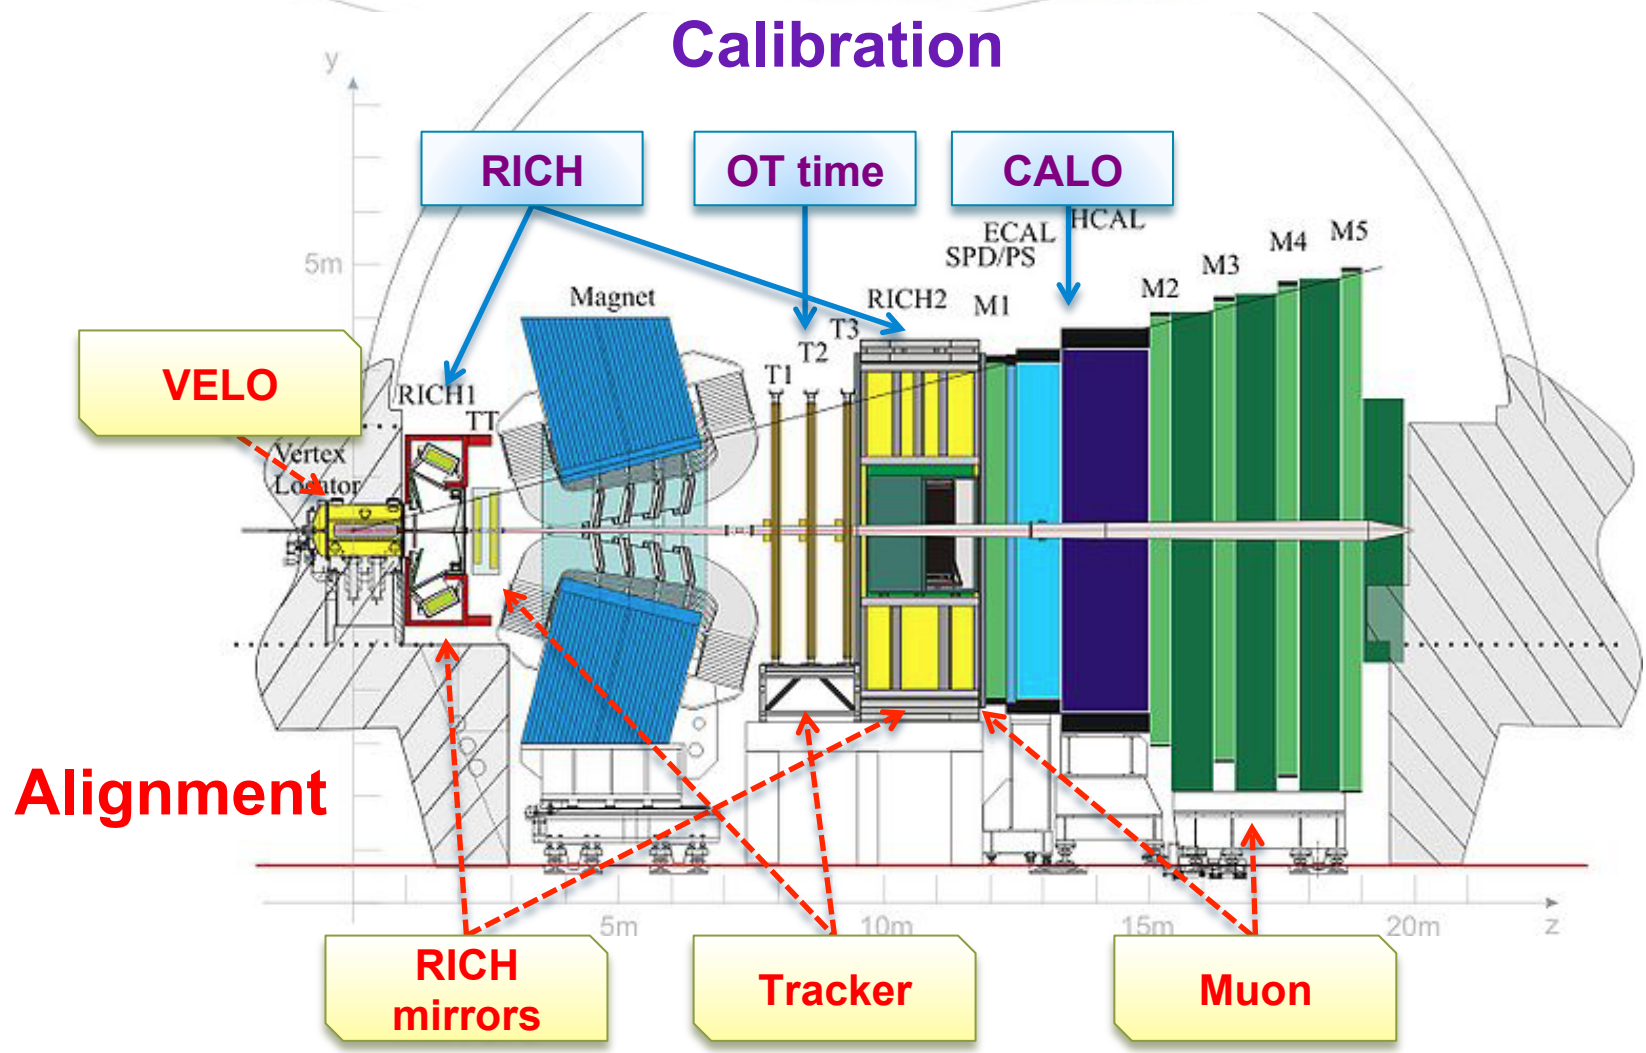 Calibration
y
RICH
OT time
CALO
HCAL
ECAL
SPD/PS
M5
M4
M3
M2
5m
Magnet
RICH2
M1
T3
T2
T1
VELO
RICH1
TT
Vertex
Locator
Alignment
5m
10m
15m
20m
z
RICH
mirrors
Tracker
Muon